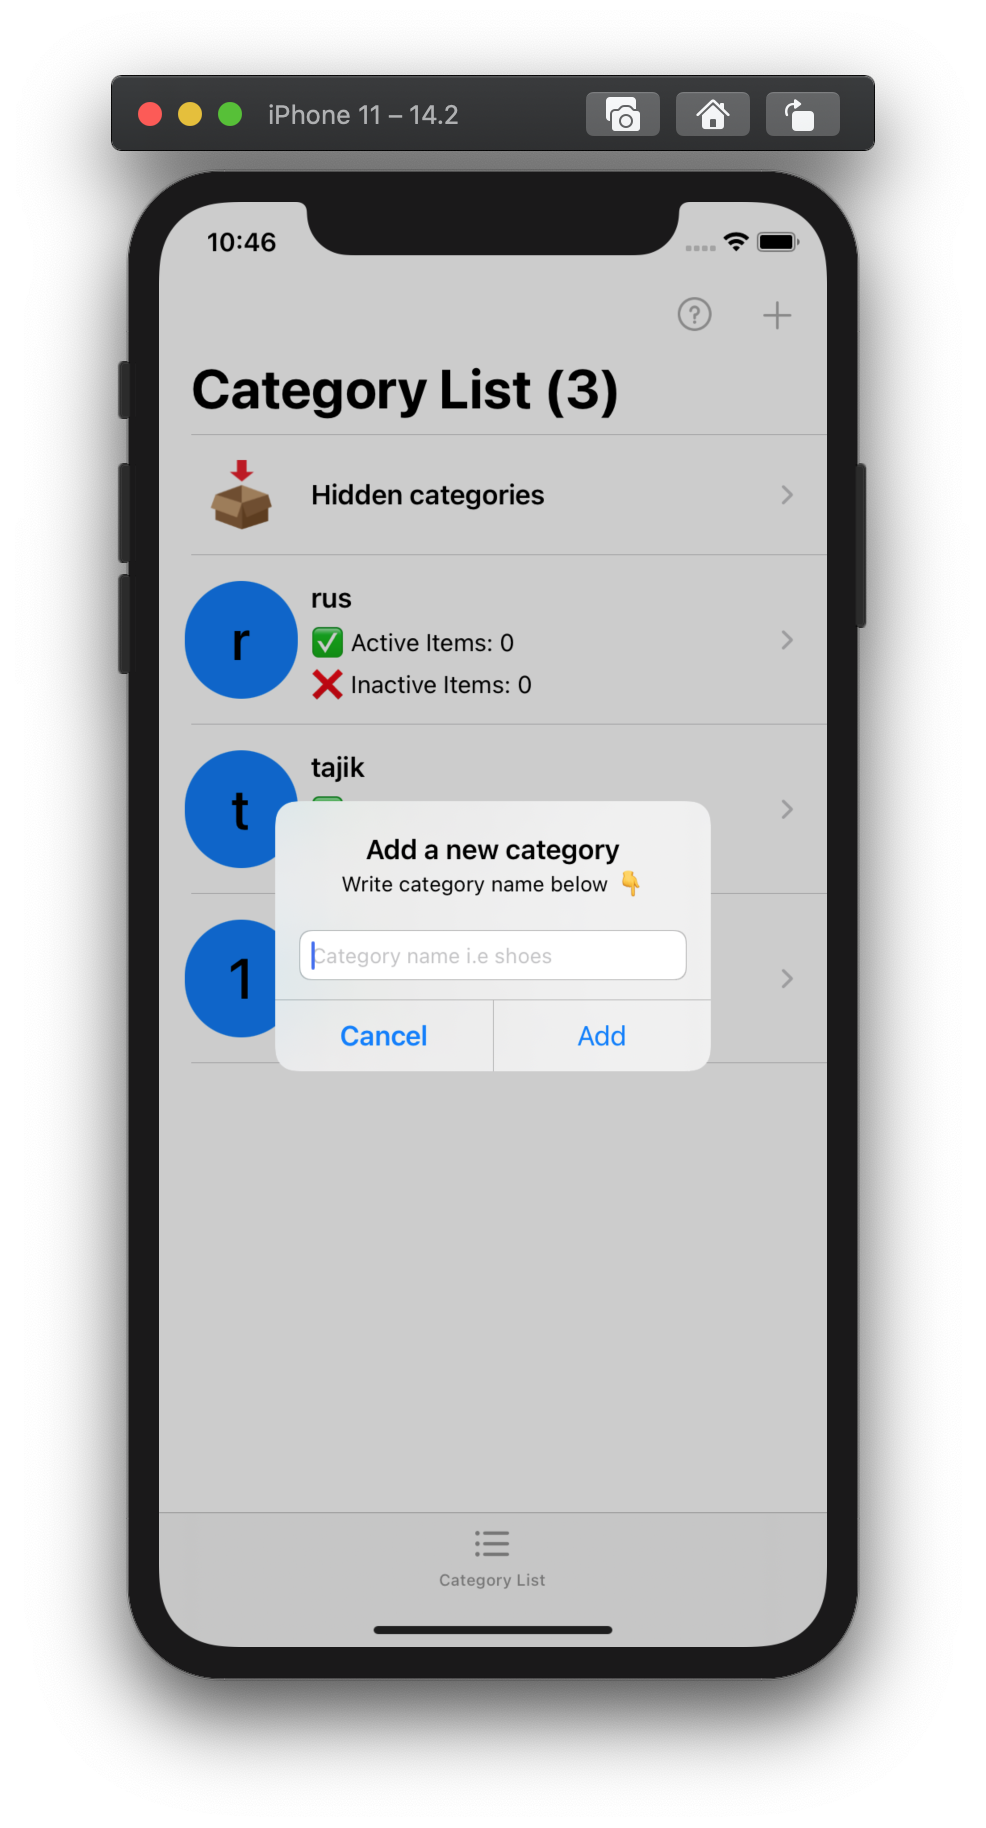 iPhone 11 – 14.2
10:46
Category List (3)
Hidden categories
r
rus
✅ Active Items: 0
❌ Inactive Items: 0
t
tajik
1
Add a new category
Write category name below 👇
Category name i.e shoes
Cancel
Add
Category List